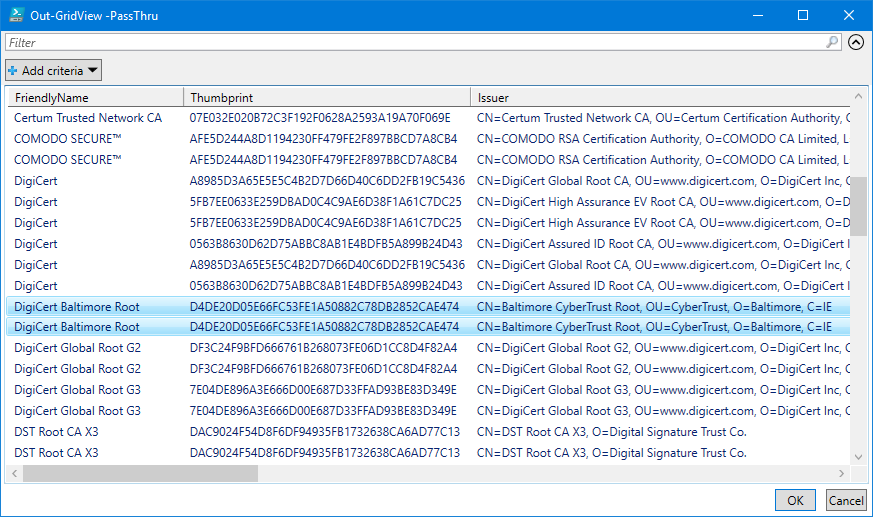 Out-GridView -PassThru
Filter
Add criteria
FriendlyName Thumbprint Issuer
Certum Trusted Network CA 07E032E020B72C3F192F0628A2593A19A70F069E CN=Certum Trusted Network CA, OU=Certum Certification Authority, O
COMODO SECURE™ AFE5D244A8D1194230FF479FE2F897BBCD7A8CB4 CN=COMODO RSA Certification Authority, O=COMODO CA Limited, L
COMODO SECURE™ AFE5D244A8D1194230FF479FE2F897BBCD7A8CB4 CN=COMODO RSA Certification Authority, O=COMODO CA Limited, L
DigiCert A8985D3A65E5E5C4B2D7D66D40C6DD2FB19C5436 CN=DigiCert Global Root CA, OU=www.digicert.com, O=DigiCert Inc, C
DigiCert 5FB7EE0633E259DBAD0C4C9AE6D38F1A61C7DC25 CN=DigiCert High Assurance EV Root CA, OU=www.digicert.com, O=D
DigiCert 5FB7EE0633E259DBAD0C4C9AE6D38F1A61C7DC25 CN=DigiCert High Assurance EV Root CA, OU=www.digicert.com, O=D
DigiCert 0563B8630D62D75ABBC8AB1E4BDFB5A899B24D43 CN=DigiCert Assured ID Root CA, OU=www.digicert.com, O=DigiCert I
DigiCert A8985D3A65E5E5C4B2D7D66D40C6DD2FB19C5436 CN=DigiCert Global Root CA, OU=www.digicert.com, O=DigiCert Inc, C
DigiCert 0563B8630D62D75ABBC8AB1E4BDFB5A899B24D43 CN=DigiCert Assured ID Root CA, OU=www.digicert.com, O=DigiCert I
DigiCert Baltimore Root D4DE20D05E66FC53FE1A50882C78DB2852CAE474 CN=Baltimore CyberTrust Root, OU=CyberTrust, O=Baltimore, C=IE
DigiCert Baltimore Root D4DE20D05E66FC53FE1A50882C78DB2852CAE474 CN=Baltimore CyberTrust Root, OU=CyberTrust, O=Baltimore, C=IE
DigiCert Global Root G2 DF3C24F9BFD666761B268073FE06D1CC8D4F82A4 CN=DigiCert Global Root G2, OU=www.digicert.com, O=DigiCert Inc, C
DigiCert Global Root G2 DF3C24F9BFD666761B268073FE06D1CC8D4F82A4 CN=DigiCert Global Root G2, OU=www.digicert.com, O=DigiCert Inc, C
DigiCert Global Root G3 7E04DE896A3E666D00E687D33FFAD93BE83D349E CN=DigiCert Global Root G3, OU=www.digicert.com, O=DigiCert Inc, C
DigiCert Global Root G3 7E04DE896A3E666D00E687D33FFAD93BE83D349E CN=DigiCert Global Root G3, OU=www.digicert.com, O=DigiCert Inc, C
DST Root CA X3 DAC9024F54D8F6DF94935FB1732638CA6AD77C13 CN=DST Root CA X3, O=Digital Signature Trust Co.
DST Root CA X3 DAC9024F54D8F6DF94935FB1732638CA6AD77C13 CN=DST Root CA X3, O=Digital Signature Trust Co.
OK Cancel